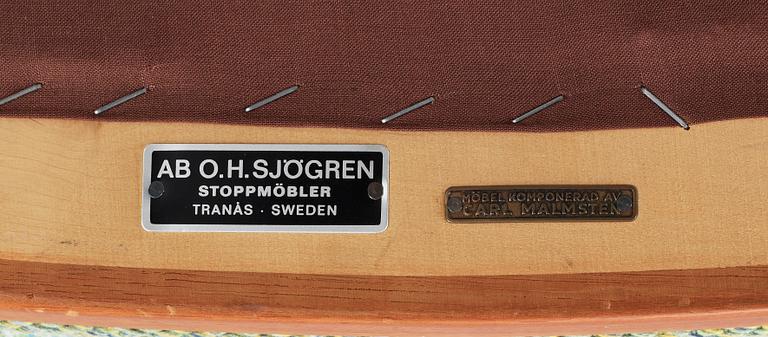 AB O.H.SJÖGREN
STOPPMÖBLER
TRANÅS · SWEDEN
MÖBEL KOMPONERAD AV
CARL MALMSTEN